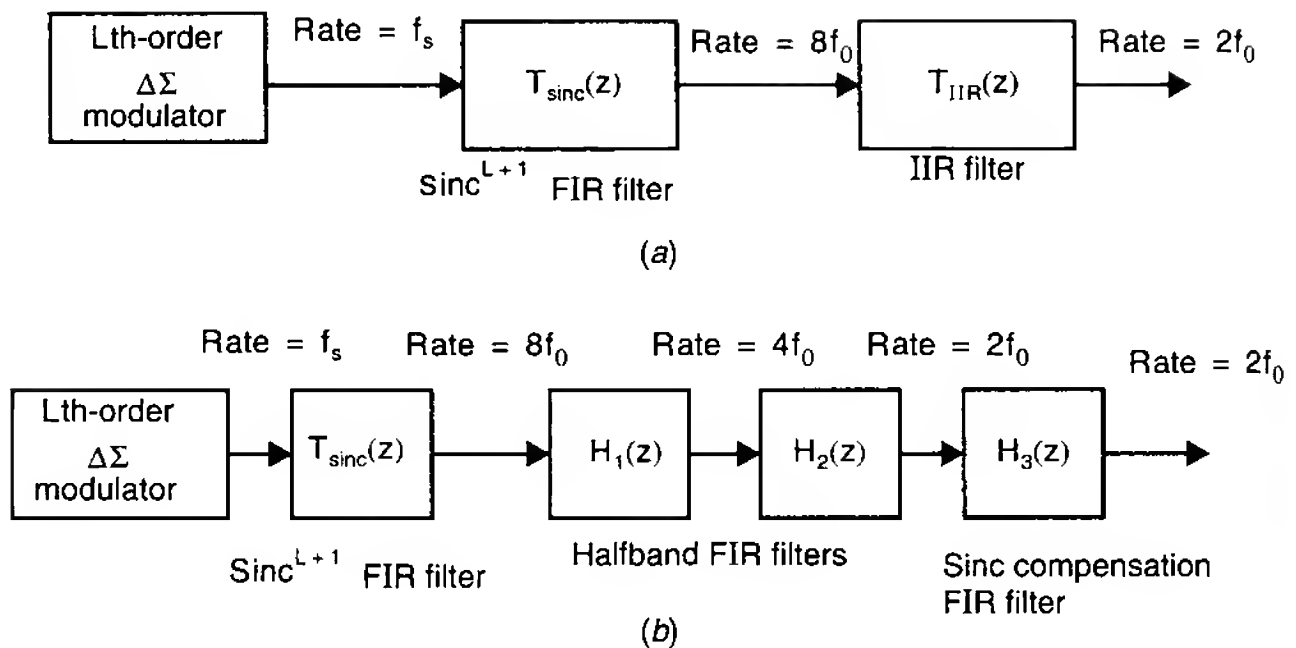 Lth-order
ΔΣ
modulator
Rate = f_s
T_sinc(z)
Sinc^{L + 1} FIR filter
Rate = 8f_0
T_IIR(z)
IIR filter
Rate = 2f_0
(a)
Lth-order
ΔΣ
modulator
Rate = f_s
T_sinc(z)
Sinc^{L + 1} FIR filter
Rate = 8f_0
H_1(z)
Rate = 4f_0
H_2(z)
Halfband FIR filters
Rate = 2f_0
H_3(z)
Sinc compensation
FIR filter
Rate = 2f_0
(b)